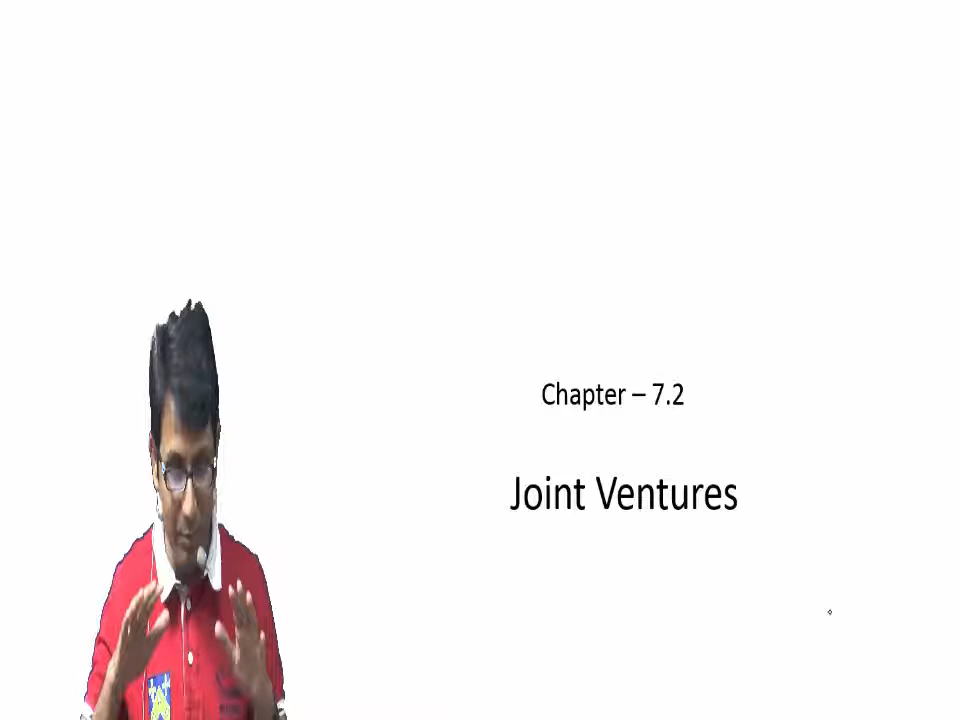 Chapter – 7.2
Joint Ventures